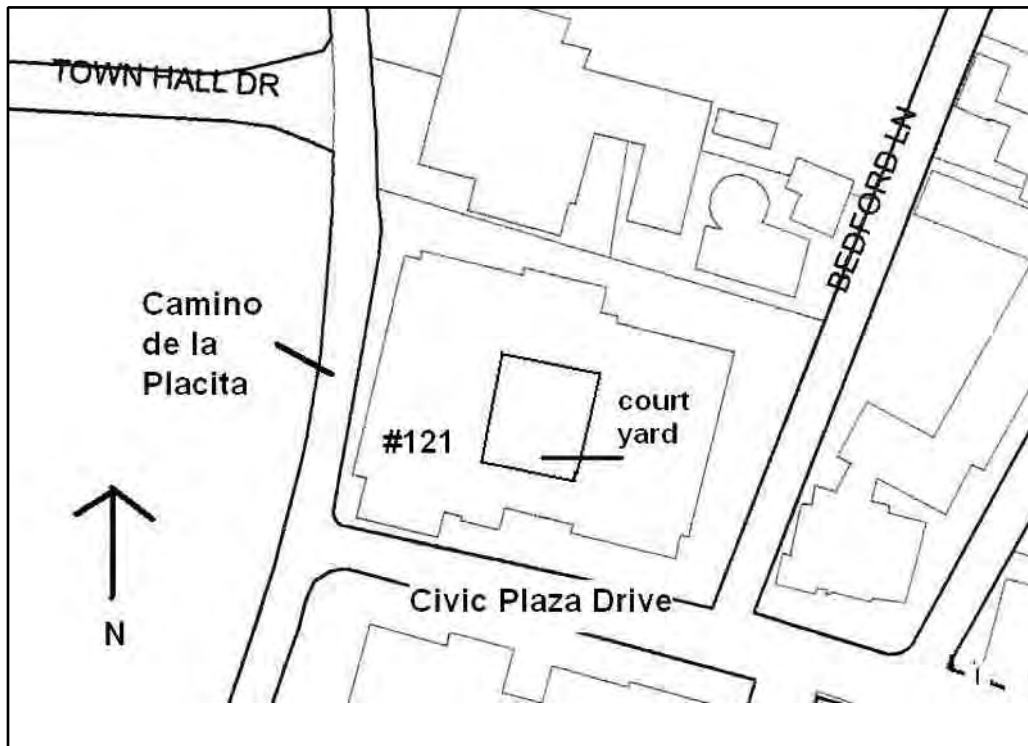 TOWN HALL DR
BEDFORD LN
Camino
de la
Placita
#121
court
yard
Civic Plaza Drive
N